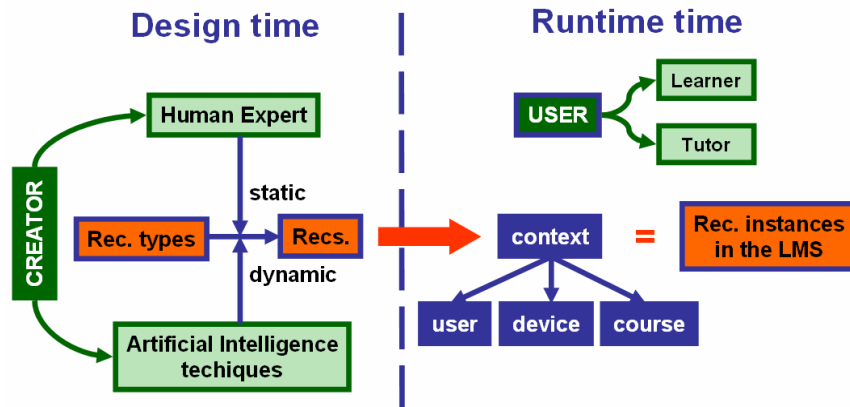 Design time
Runtime time
Human Expert
CREATOR
static
Rec. types
Recs.
dynamic
Artificial Intelligence
techiques
Learner
USER
Tutor
context
=
Rec. instances
in the LMS
user
device
course